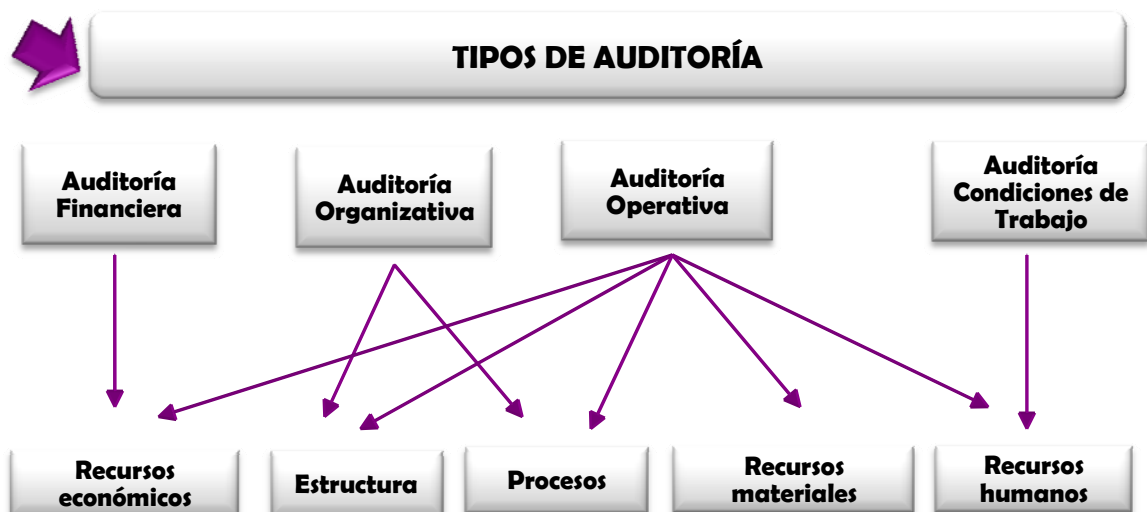 TIPOS DE AUDITORÍA
Auditoría
Financiera
Auditoría
Organizativa
Auditoría
Operativa
Auditoría
Condiciones de
Trabajo
Recursos
económicos
Estructura
Procesos
Recursos
materiales
Recursos
humanos